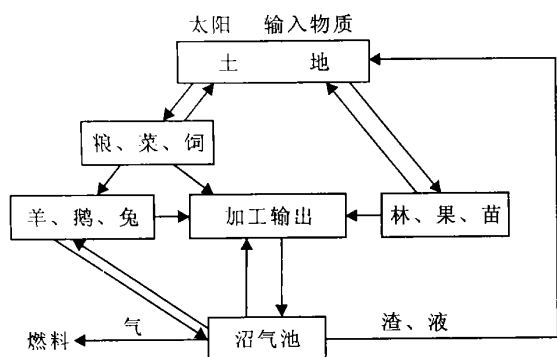 太阳 输入物质
土 地
粮、菜、饲
羊、鹅、兔
加工输出
林、果、苗
气
渣、液
燃料
沼气池